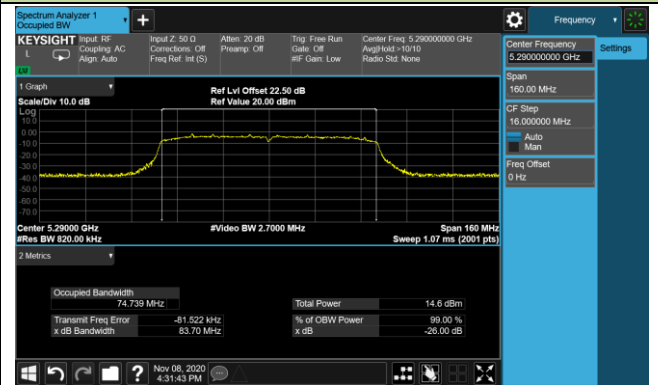 Spectrum Analyzer 1
Occupied BW
+
Frequency
KEYSIGHT
Input: RF
Coupling: AC
Align: Auto
Input Z: 50 Ω
Corrections: Off
Freq Ref: Int (S)
Atten: 20 dB
Preamp: Off
Trig: Free Run
Gate: Off
#IF Gain: Low
Center Freq: 5.290000000 GHz
Avg|Hold:>10/10
Radio Std: None
L
LXI
Center Frequency
5.290000000 GHz
Settings
Span
160.00 MHz
CF Step
16.000000 MHz
Auto
Man
Freq Offset
0 Hz
1 Graph
Scale/Div 10.0 dB
Ref Lvl Offset 22.50 dB
Ref Value 20.00 dBm
Log
10.0
0.00
-10.0
-20.0
-30.0
-40.0
-50.0
-60.0
-70.0
Center 5.29000 GHz
#Video BW 2.7000 MHz
Span 160 MHz
#Res BW 820.00 kHz
Sweep 1.07 ms (2001 pts)
2 Metrics
Occupied Bandwidth
74.739 MHz
Total Power 14.6 dBm
Transmit Freq Error -81.522 kHz
% of OBW Power 99.00 %
x dB Bandwidth 83.70 MHz
x dB -26.00 dB
?
Nov 08, 2020
4:31:43 PM